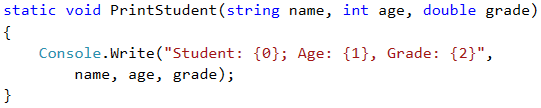 static void PrintStudent(string name, int age, double grade)
{
    Console.Write("Student: {0}; Age: {1}, Grade: {2}",
        name, age, grade);
}